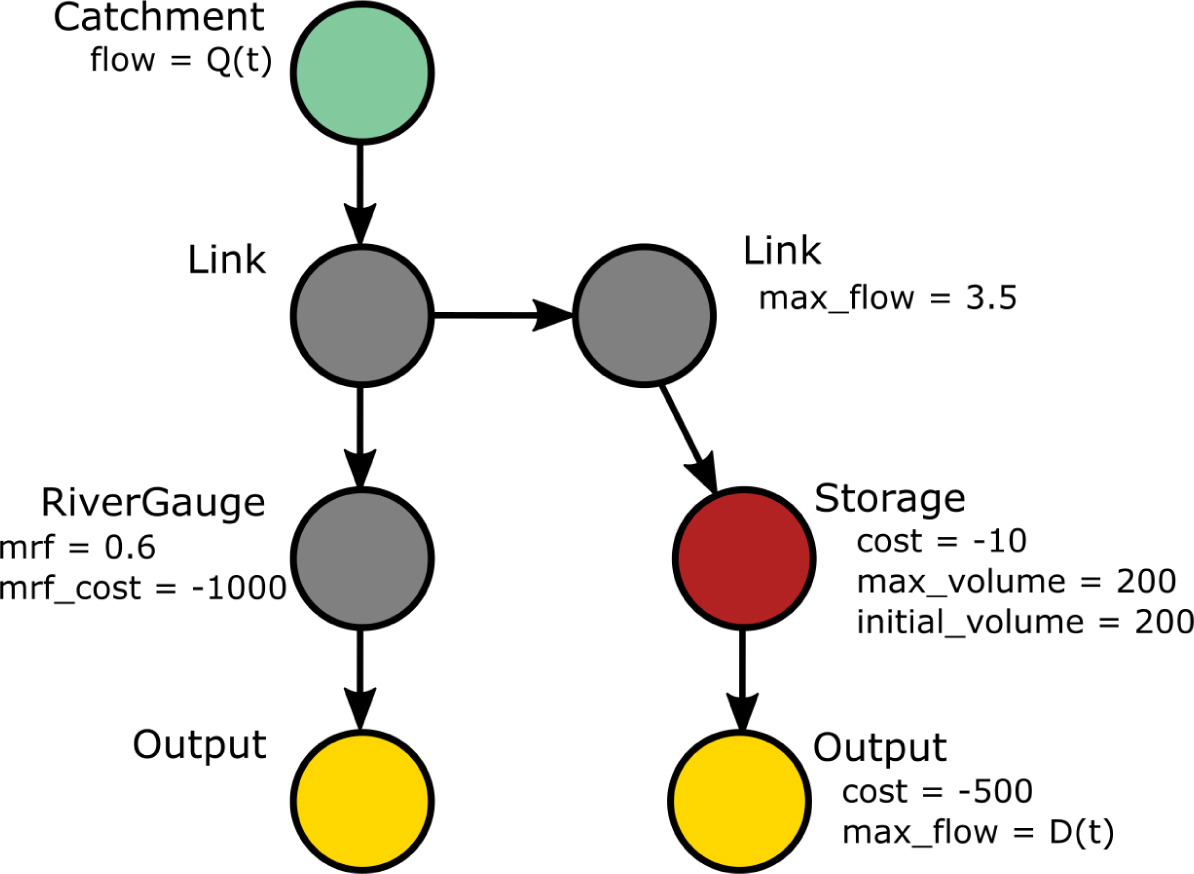 Catchment
flow = Q(t)
Link
Link
max_flow = 3.5
RiverGauge
mrf = 0.6
mrf_cost = -1000
Storage
cost = -10
max_volume = 200
initial_volume = 200
Output
Output
cost = -500
max_flow = D(t)